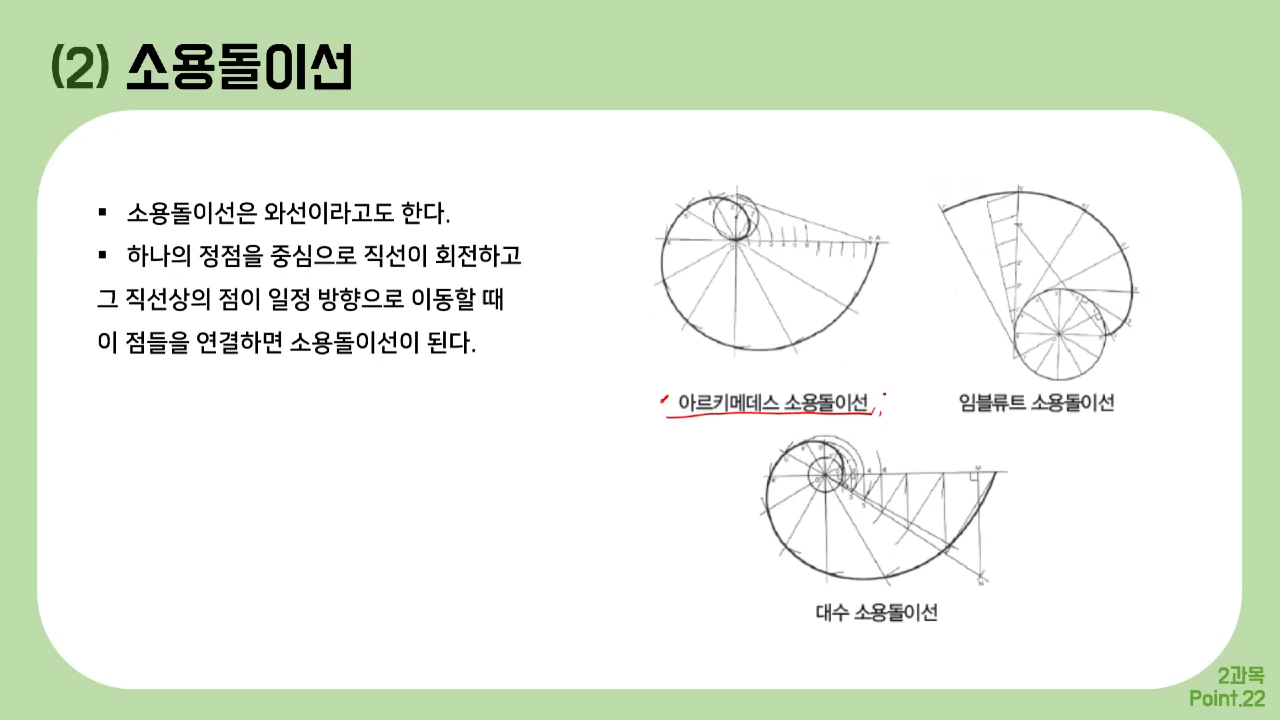 (2) 소용돌이선
▪ 소용돌이선은 와선이라고도 한다.
▪ 하나의 정점을 중심으로 직선이 회전하고
그 직선상의 점이 일정 방향으로 이동할 때
이 점들을 연결하면 소용돌이선이 된다.
아르키메데스 소용돌이선
임블류트 소용돌이선
대수 소용돌이선
2과목
Point.22